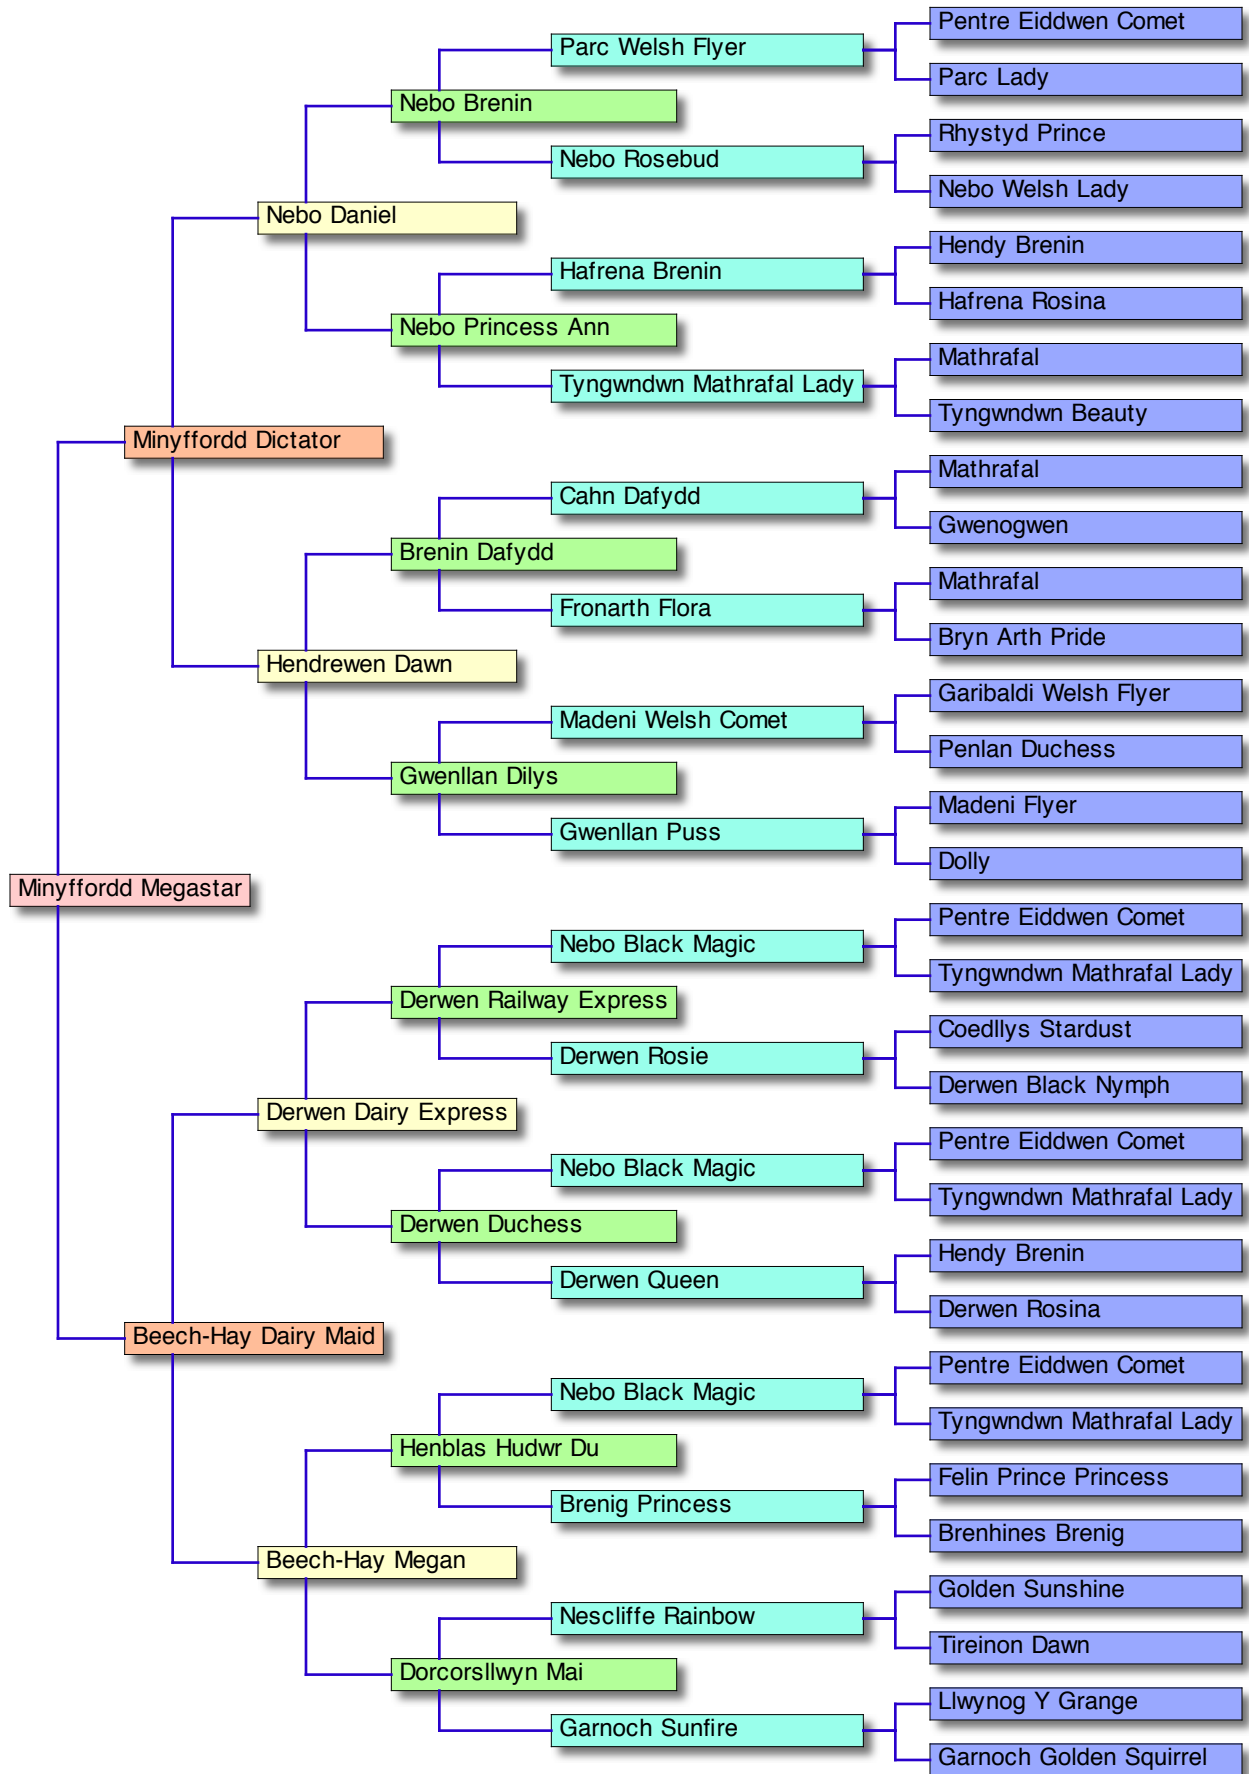 Pentre Eiddwen Comet
Parc Welsh Flyer
Parc Lady
Nebo Brenin
Rhystyd Prince
Nebo Rosebud
Nebo Welsh Lady
Nebo Daniel
Hendy Brenin
Hafrena Brenin
Hafrena Rosina
Nebo Princess Ann
Mathrafal
Tyngwndwn Mathrafal Lady
Tyngwndwn Beauty
Minyffordd Dictator
Mathrafal
Cahn Dafydd
Gwenogwen
Brenin Dafydd
Mathrafal
Fronarth Flora
Bryn Arth Pride
Hendrewen Dawn
Garibaldi Welsh Flyer
Madeni Welsh Comet
Penlan Duchess
Gwenllan Dilys
Madeni Flyer
Gwenllan Puss
Dolly
Minyffordd Megastar
Pentre Eiddwen Comet
Nebo Black Magic
Tyngwndwn Mathrafal Lady
Derwen Railway Express
Coedllys Stardust
Derwen Rosie
Derwen Black Nymph
Derwen Dairy Express
Pentre Eiddwen Comet
Nebo Black Magic
Tyngwndwn Mathrafal Lady
Derwen Duchess
Hendy Brenin
Derwen Queen
Derwen Rosina
Beech-Hay Dairy Maid
Pentre Eiddwen Comet
Nebo Black Magic
Tyngwndwn Mathrafal Lady
Henblas Hudwr Du
Felin Prince Princess
Brenig Princess
Brenhines Brenig
Beech-Hay Megan
Golden Sunshine
Nescliffe Rainbow
Tireinon Dawn
Dorcorsllwyn Mai
Llwynog Y Grange
Garnoch Sunfire
Garnoch Golden Squirrel